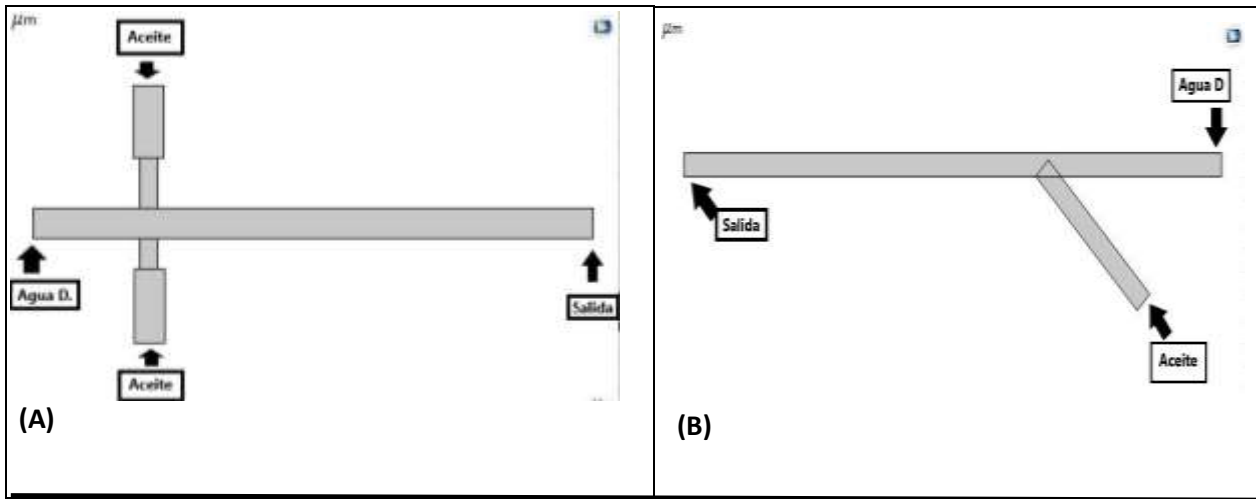 µm
Aceite
Agua D.
Salida
Aceite
(A)
µm
Agua D
Salida
Aceite
(B)